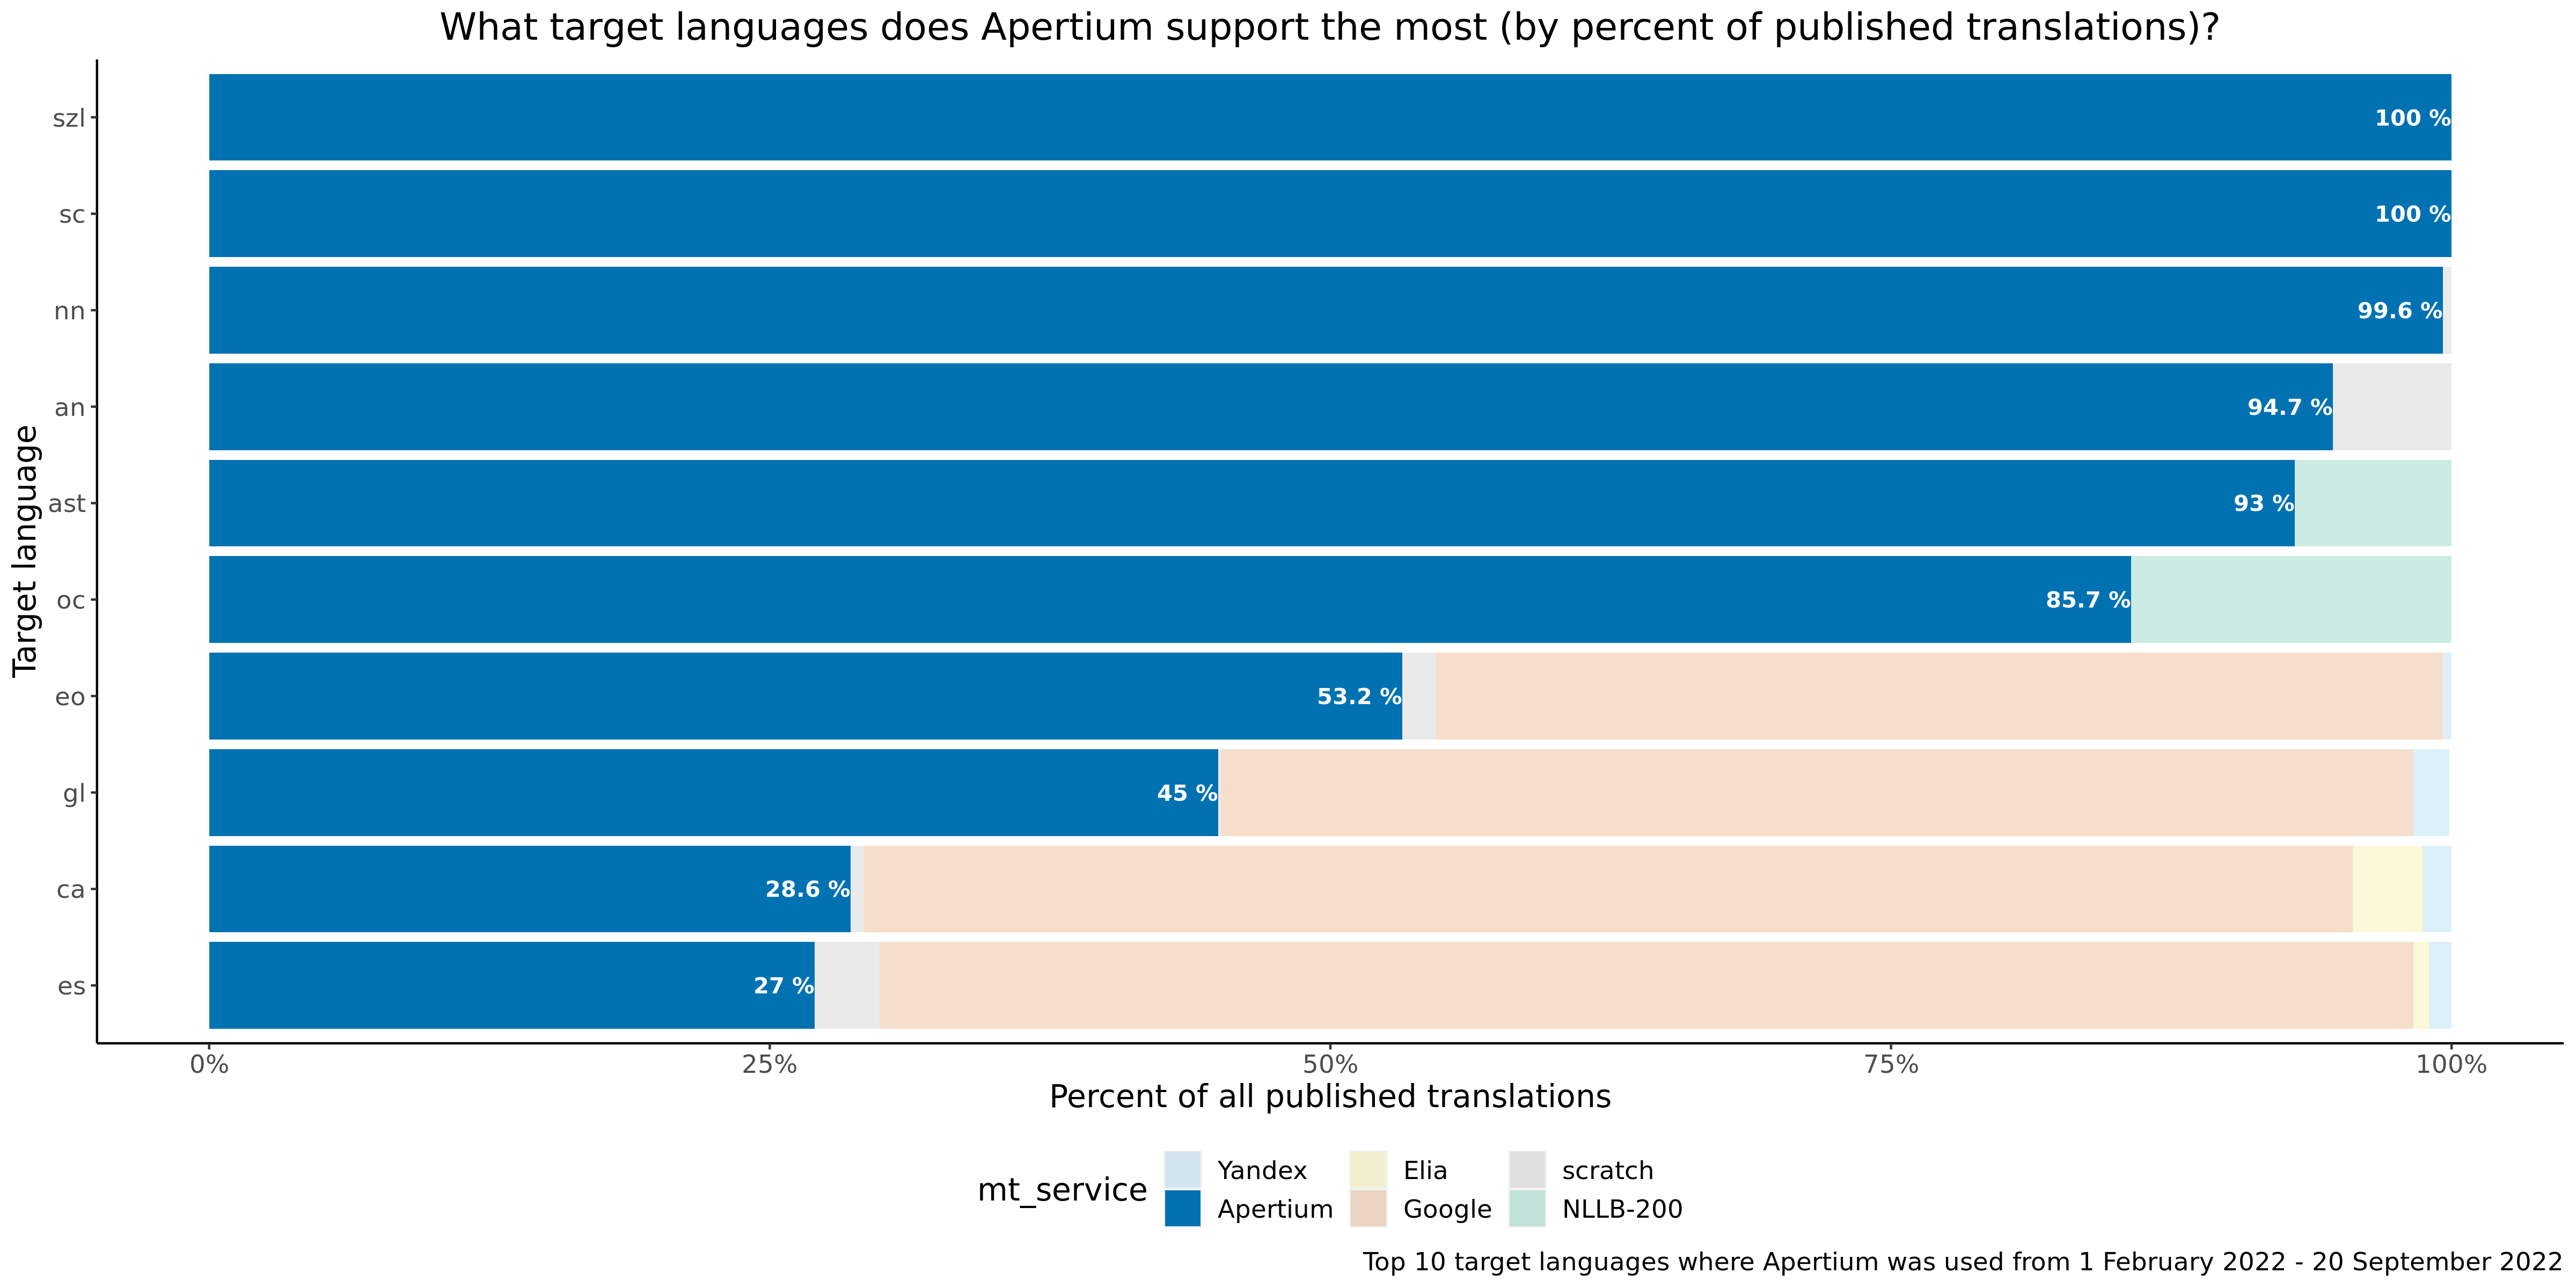 What target languages does Apertium support the most (by percent of published translations)?
Target language
szl
100 %
sc
100 %
nn
99.6 %
an
94.7 %
ast
93 %
oc
85.7 %
eo
53.2 %
gl
45 %
ca
28.6 %
es
27 %
0% 25% 50% 75% 100%
Percent of all published translations
mt_service
Yandex Elia scratch
Apertium Google NLLB-200
Top 10 target languages where Apertium was used from 1 February 2022 - 20 September 2022